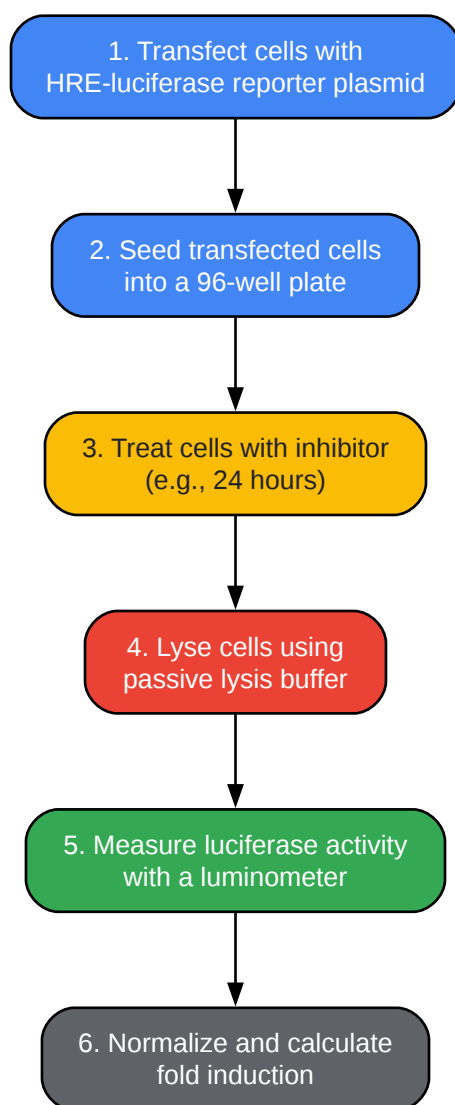 1. Transfect cells with
HRE-luciferase reporter plasmid
2. Seed transfected cells
into a 96-well plate
3. Treat cells with inhibitor
(e.g., 24 hours)
4. Lyse cells using
passive lysis buffer
5. Measure luciferase activity
with a luminometer
6. Normalize and calculate
fold induction